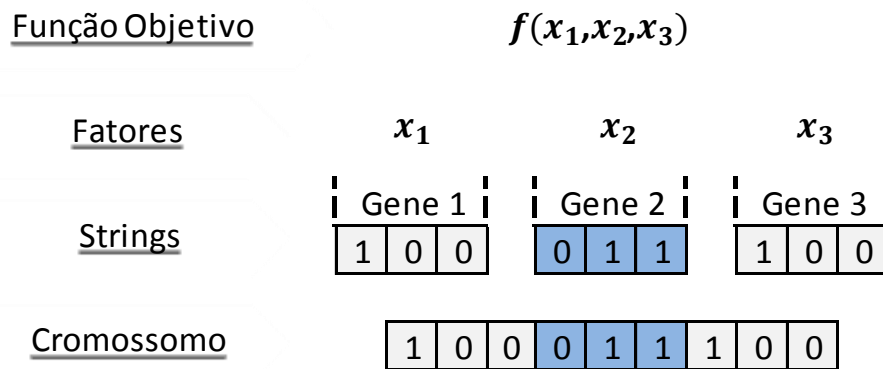 Função Objetivo f(x₁,x₂,x₃)
Fatores x₁ x₂ x₃
Gene 1 Gene 2 Gene 3
Strings 1 0 0 0 1 1 1 0 0
Cromossomo 1 0 0 0 1 1 1 0 0